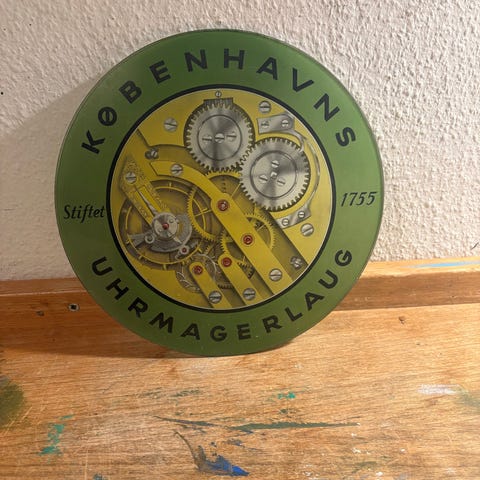 KØBENHAVNS
Stiftet 1755
UHRMAGERLAUG